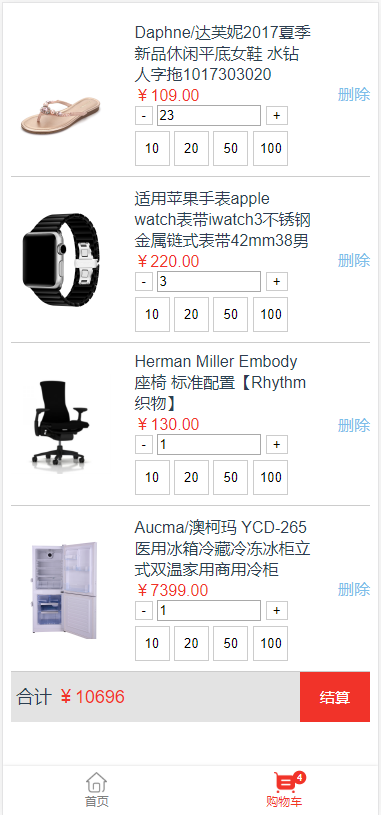 Daphne/达芙妮2017夏季
新品休闲平底女鞋 水钻
人字拖1017303020
￥109.00
删除
- 23 +
10 20 50 100
适用苹果手表apple
watch表带iwatch3不锈钢
金属链式表带42mm38男
￥220.00
删除
- 3 +
10 20 50 100
Herman Miller Embody
座椅 标准配置【Rhythm
织物】
￥130.00
删除
- 1 +
10 20 50 100
Aucma/澳柯玛 YCD-265
医用冰箱冷藏冷冻冰柜立
式双温家用商用冷柜
￥7399.00
删除
- 1 +
10 20 50 100
合计 ￥10696 结算
4
首页 购物车